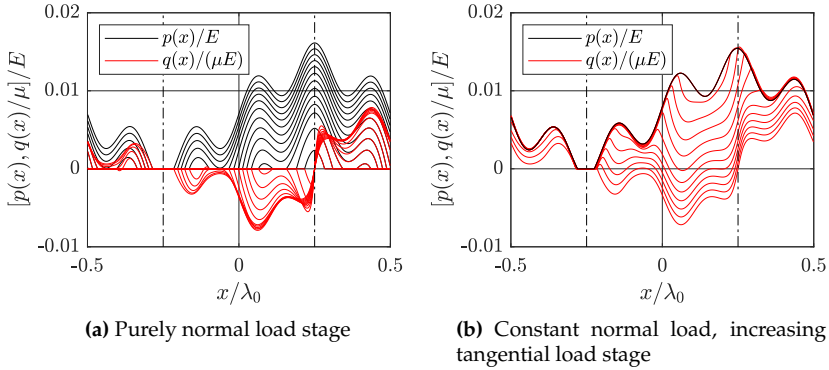 [p(x), q(x)/μ]/E
0.02
0.01
0
-0.01
p(x)/E
q(x)/(μE)
-0.5
0
0.5
x/λ₀
(a) Purely normal load stage
[p(x), q(x)/μ]/E
0.02
0.01
0
-0.01
p(x)/E
q(x)/(μE)
-0.5
0
0.5
x/λ₀
(b) Constant normal load, increasing
tangential load stage